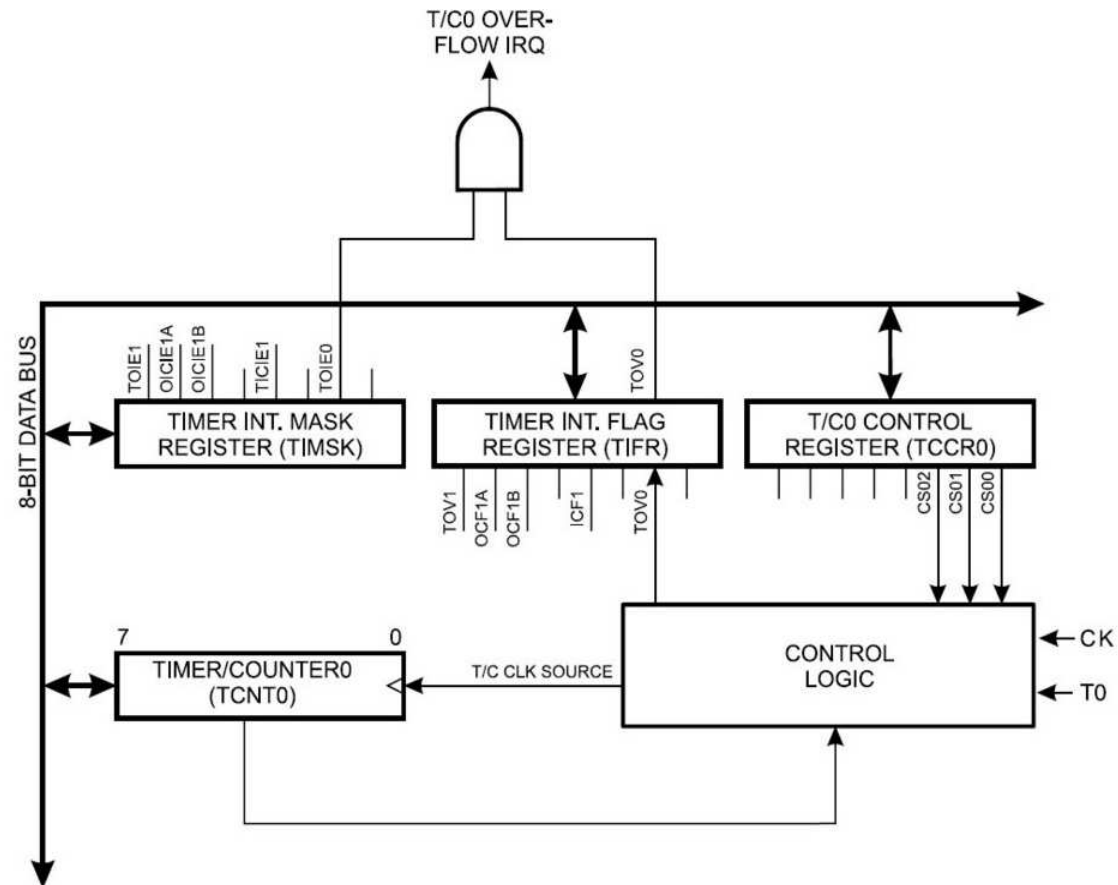 T/C0 OVER-
FLOW IRQ
8-BIT DATA BUS
TOIE1
OICIE1A
OICIE1B
TICIE1
TOIE0
TOV0
TIMER INT. MASK
REGISTER (TIMSK)
TIMER INT. FLAG
REGISTER (TIFR)
T/C0 CONTROL
REGISTER (TCCR0)
TOV1
OCF1A
OCF1B
ICF1
TOV0
CS02
CS01
CS00
7
0
TIMER/COUNTER0
(TCNT0)
T/C CLK SOURCE
CONTROL
LOGIC
CK
T0